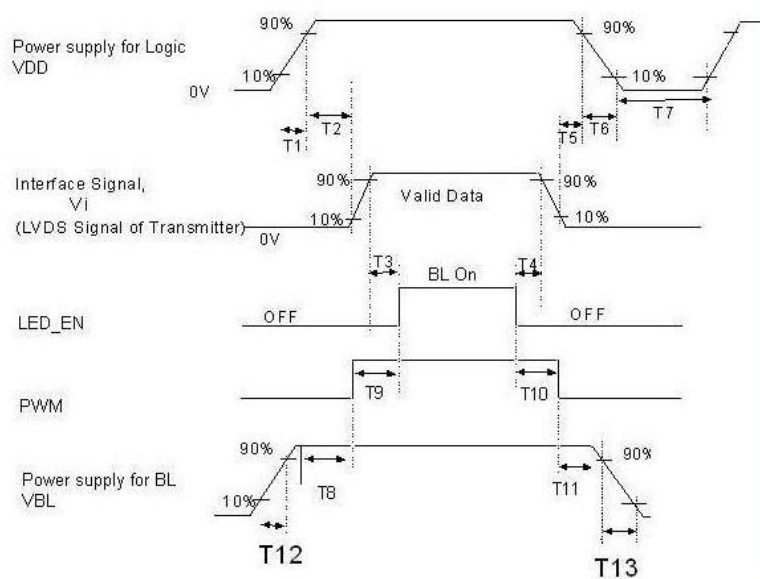 90%
90%
Power supply for Logic
VDD
10%
10%
0V
T1
T2
T5
T6
T7
Interface Signal,
Vi
(LVDS Signal of Transmitter)
90%
Valid Data
90%
10%
10%
0V
T3
BL On
T4
LED_EN
OFF
OFF
PWM
T9
T10
90%
90%
Power supply for BL
VBL
10%
T8
T11
T12
T13